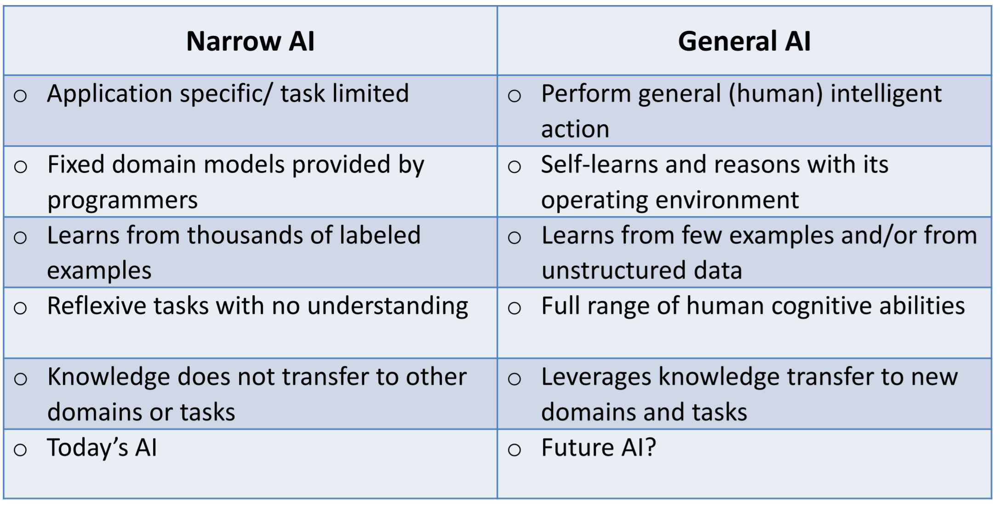 Narrow AI
General AI
○ Application specific/ task limited
○ Perform general (human) intelligent
action
○ Fixed domain models provided by
programmers
○ Self-learns and reasons with its
operating environment
○ Learns from thousands of labeled
examples
○ Learns from few examples and/or from
unstructured data
○ Reflexive tasks with no understanding
○ Full range of human cognitive abilities
○ Knowledge does not transfer to other
domains or tasks
○ Leverages knowledge transfer to new
domains and tasks
○ Today’s AI
○ Future AI?